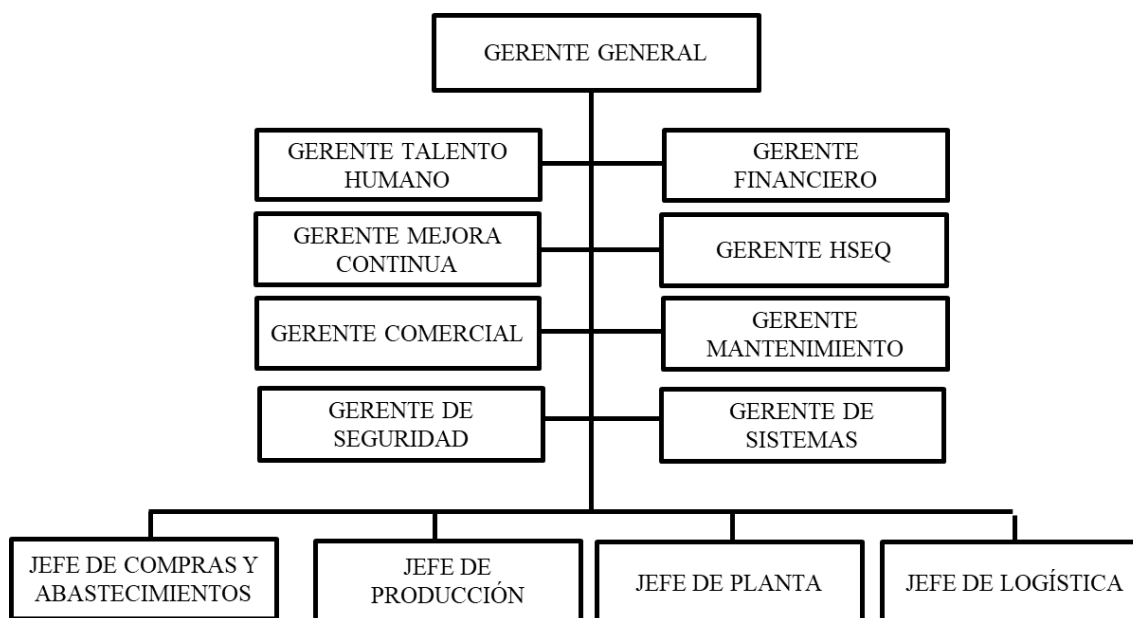 GERENTE GENERAL
GERENTE TALENTO
HUMANO
GERENTE
FINANCIERO
GERENTE MEJORA
CONTINUA
GERENTE HSEQ
GERENTE COMERCIAL
GERENTE
MANTENIMIENTO
GERENTE DE
SEGURIDAD
GERENTE DE
SISTEMAS
JEFE DE COMPRAS Y
ABASTECIMIENTOS
JEFE DE
PRODUCCIÓN
JEFE DE PLANTA
JEFE DE LOGÍSTICA